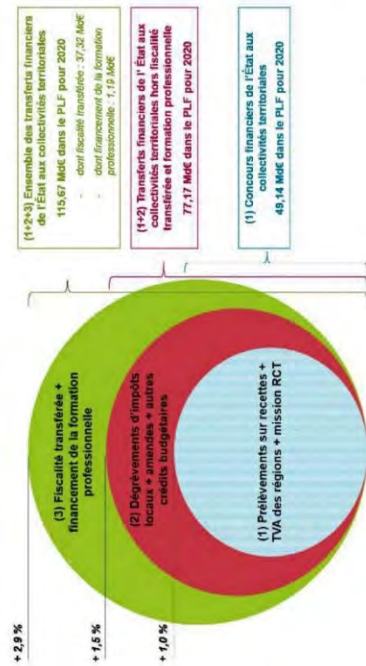 + 2,9 %
+ 1,5 %
+ 1,0 %
(3) Fiscalité transférée +
financement de la formation
professionnelle
(2) Dégrèvements d'impôts
locaux + amendes + autres
crédits budgétaires
(1) Prélèvements sur recettes +
TVA des régions + mission RCT
(1+2+3) Ensemble des transferts financiers
de l'État aux collectivités territoriales
115,67 Md€ dans le PLF pour 2020
- dont fiscalité transférée : 37,32 Md€
- dont financement de la formation
professionnelle : 1,19 Md€
(1+2) Transferts financiers de l' État aux
collectivités territoriales hors fiscalité
transférée et formation professionnelle
77,17 Md€ dans le PLF pour 2020
(1) Concours financiers de l'État aux
collectivités territoriales
49,14 Md€ dans le PLF pour 2020